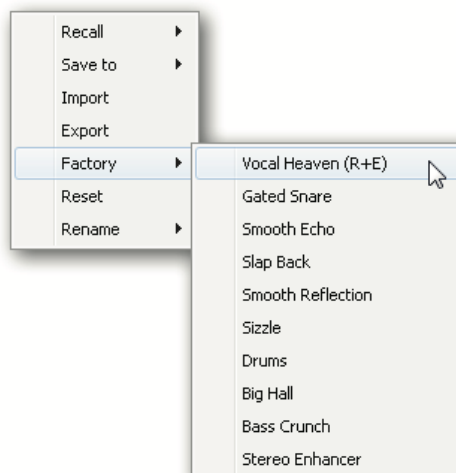 Recall
Save to
Import
Export
Factory
Reset
Rename
Vocal Heaven (R+E)
Gated Snare
Smooth Echo
Slap Back
Smooth Reflection
Sizzle
Drums
Big Hall
Bass Crunch
Stereo Enhancer